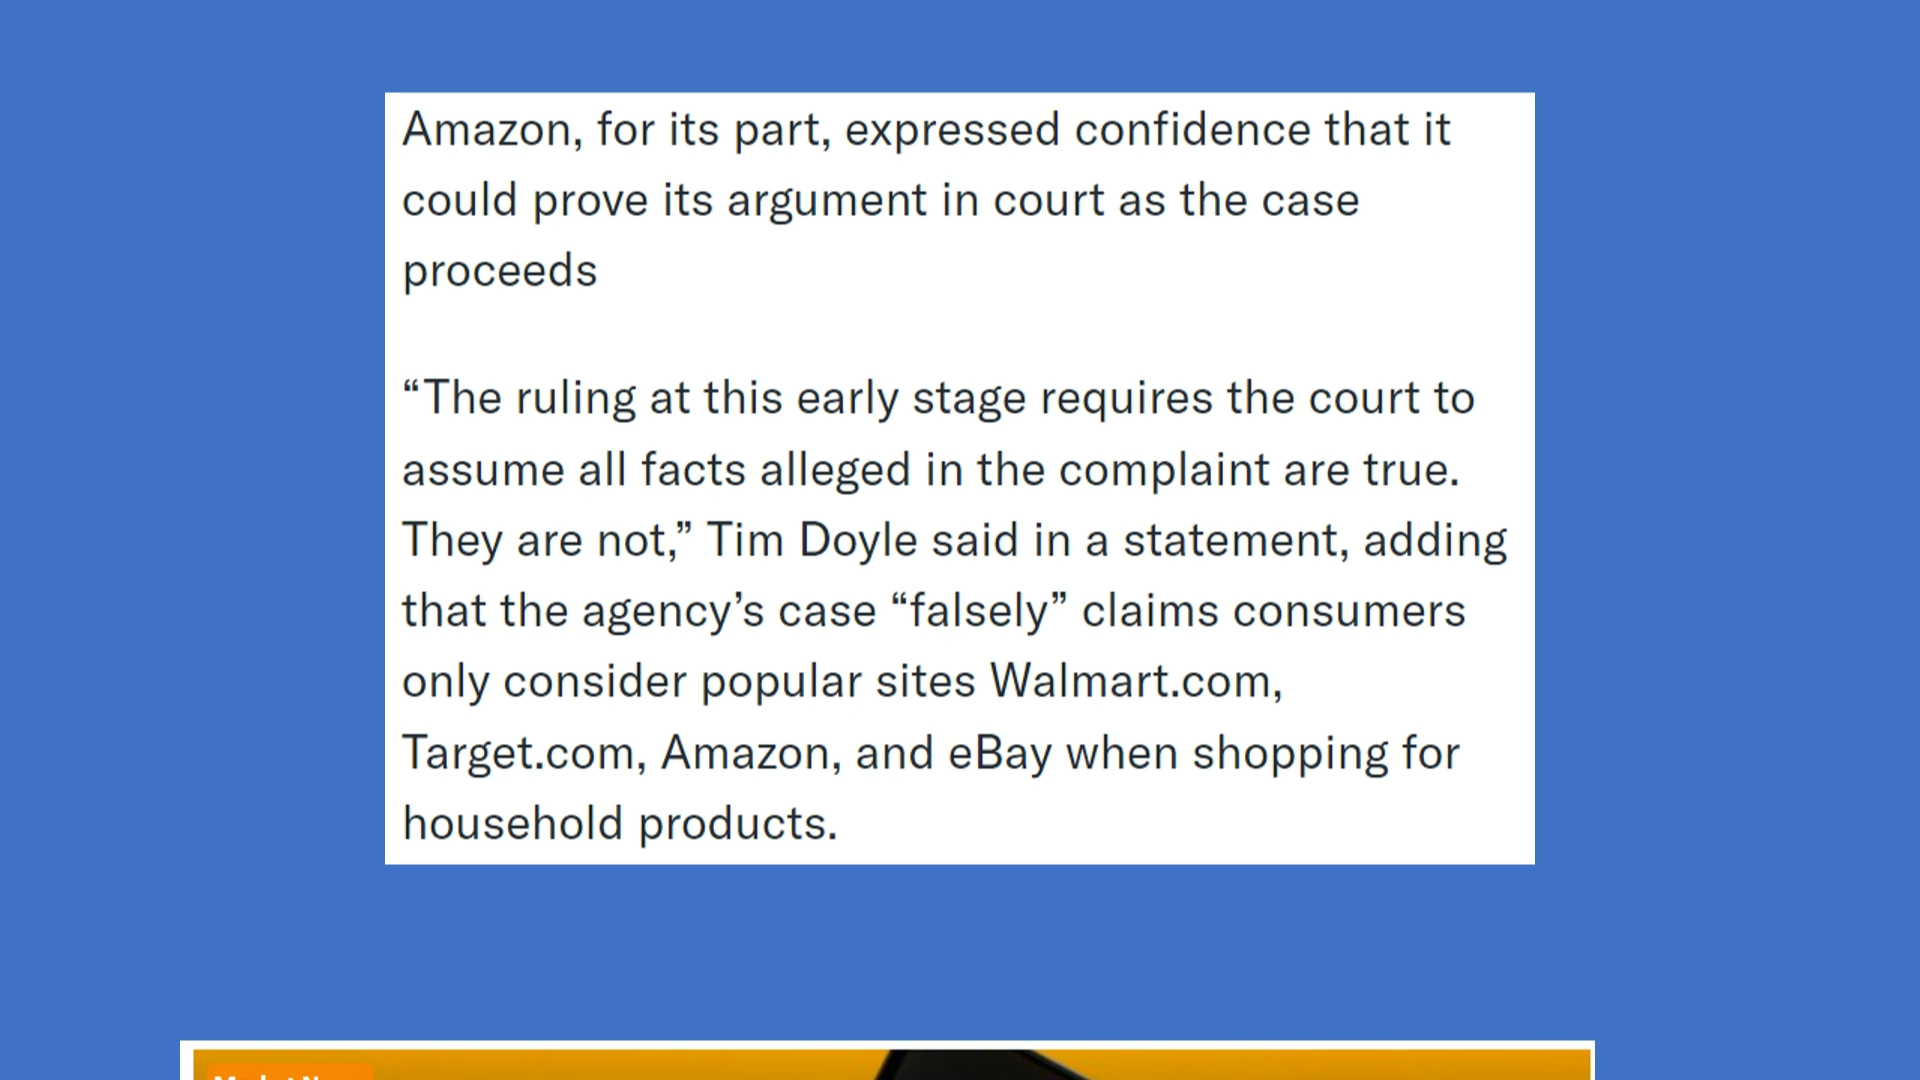 Amazon, for its part, expressed confidence that it
could prove its argument in court as the case
proceeds
“The ruling at this early stage requires the court to
assume all facts alleged in the complaint are true.
They are not,” Tim Doyle said in a statement, adding
that the agency’s case “falsely” claims consumers
only consider popular sites Walmart.com,
Target.com, Amazon, and eBay when shopping for
household products.